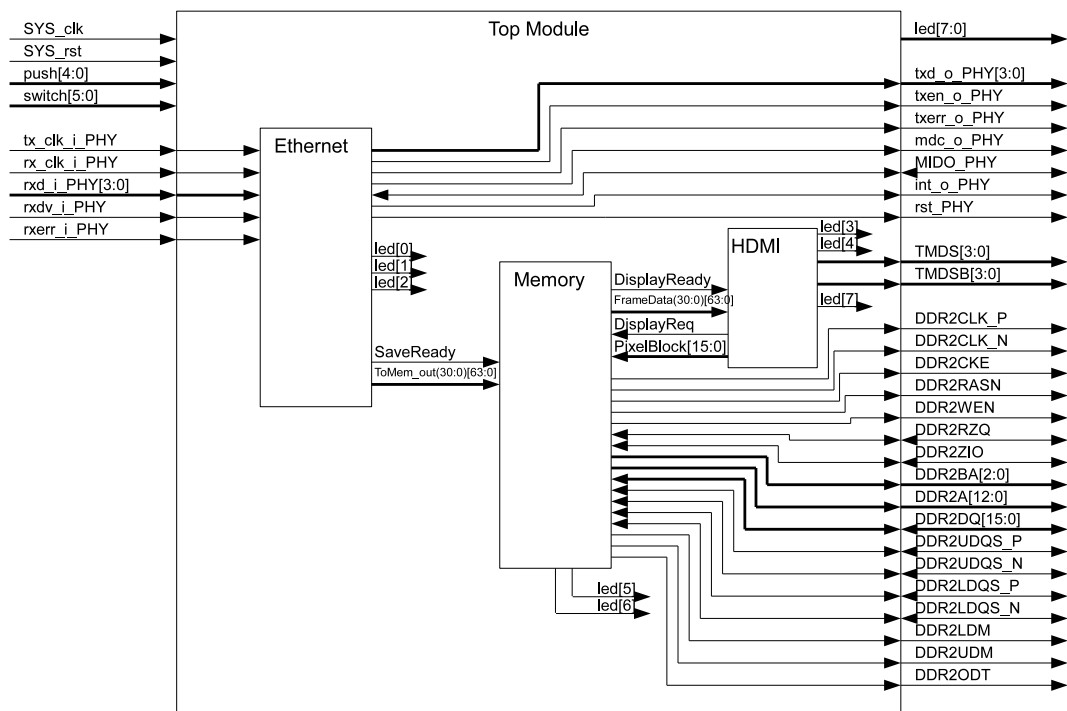 Top Module
SYS_clk
SYS_rst
push[4:0]
switch[5:0]
tx_clk_i_PHY
rx_clk_i_PHY
rxd_i_PHY[3:0]
rxdv_i_PHY
rxerr_i_PHY
Ethernet
led[0]
led[1]
led[2]
SaveReady
ToMem_out(30:0)[63:0]
Memory
DisplayReady
FrameData(30:0)[63:0]
DisplayReq
PixelBlock[15:0]
led[5]
led[6]
HDMI
led[3]
led[4]
led[7]
led[7:0]
txd_o_PHY[3:0]
txen_o_PHY
txerr_o_PHY
mdc_o_PHY
MIDO_PHY
int_o_PHY
rst_PHY
TMDS[3:0]
TMDSB[3:0]
DDR2CLK_P
DDR2CLK_N
DDR2CKE
DDR2RASN
DDR2WEN
DDR2RZQ
DDR2ZIO
DDR2BA[2:0]
DDR2A[12:0]
DDR2DQ[15:0]
DDR2UDQS_P
DDR2UDQS_N
DDR2LDQS_P
DDR2LDQS_N
DDR2LDM
DDR2UDM
DDR2ODT